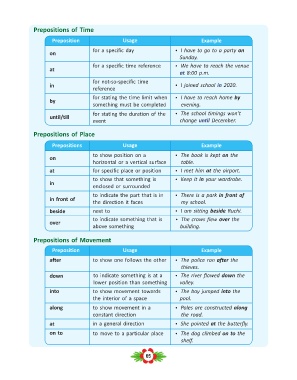 Prepositions of Time
Preposition Usage Example
on for a specific day • I have to go to a party on
Sunday.
at for a specific time reference • We have to reach the venue
at 8:00 p.m.
in for not-so-specific time • I joined school in 2020.
reference
by for stating the time limit when • I have to reach home by
something must be completed evening.
until/till for stating the duration of the • The school timings won't
event change until December.
Prepositions of Place
Prepositions Usage Example
on to show position on a • The book is kept on the
horizontal or a vertical surface table.
at for specific place or position • I met him at the airport.
in to show that something is • Keep it in your wardrobe.
enclosed or surrounded
in front of to indicate the part that is in • There is a park in front of
the direction it faces my school.
beside next to • I am sitting beside Ruchi.
over to indicate something that is • The crows flew over the
above something building.
Prepositions of Movement
Preposition Usage Example
after to show one follows the other • The police ran after the
thieves.
down to indicate something is at a • The river flowed down the
lower position than something valley.
into to show movement towards • The boy jumped into the
the interior of a space pool.
along to show movement in a • Poles are constructed along
constant direction the road.
at in a general direction • She pointed at the butterfly.
on to to move to a particular place • The dog climbed on to the
shelf.